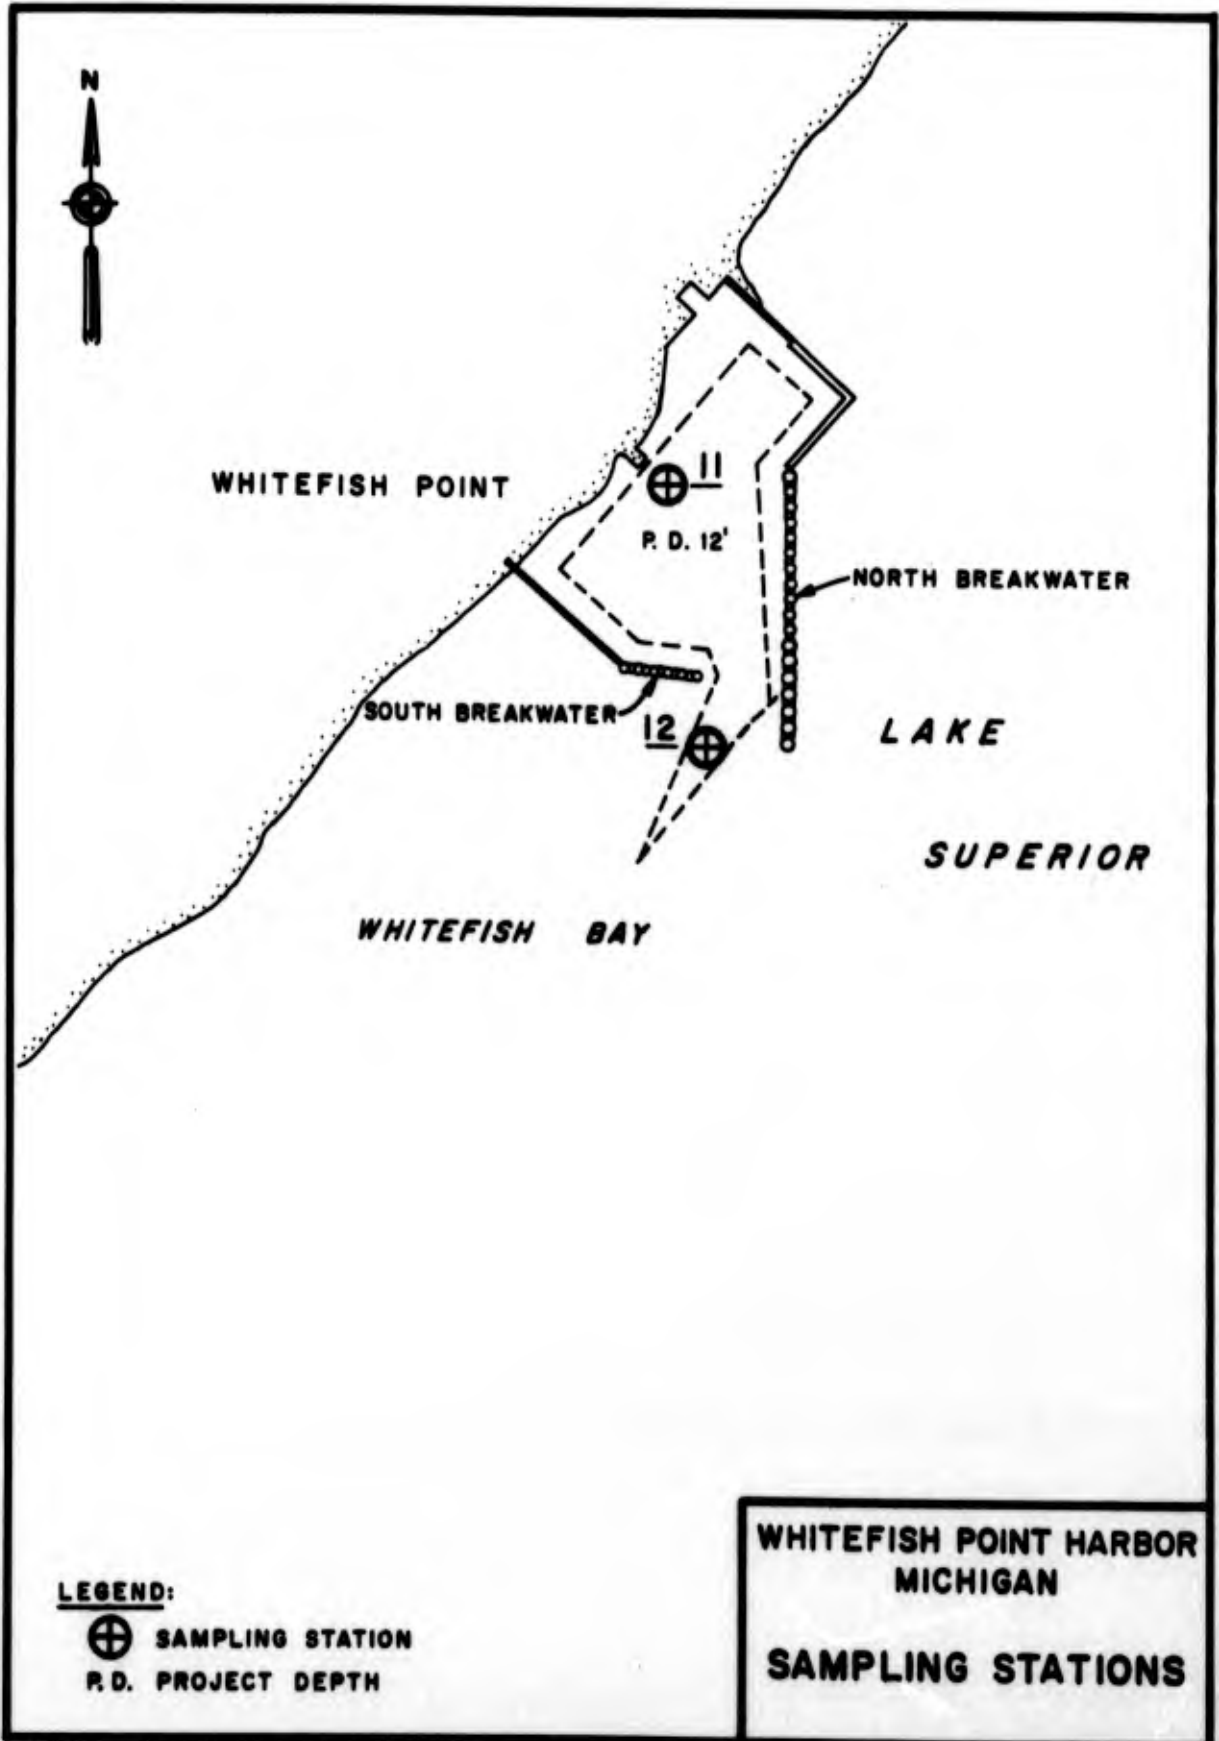 N
WHITEFISH POINT
11
P. D. 12'
NORTH BREAKWATER
SOUTH BREAKWATER
12
LAKE
SUPERIOR
WHITEFISH BAY
LEGEND:
SAMPLING STATION
P. D. PROJECT DEPTH
WHITEFISH POINT HARBOR
MICHIGAN
SAMPLING STATIONS